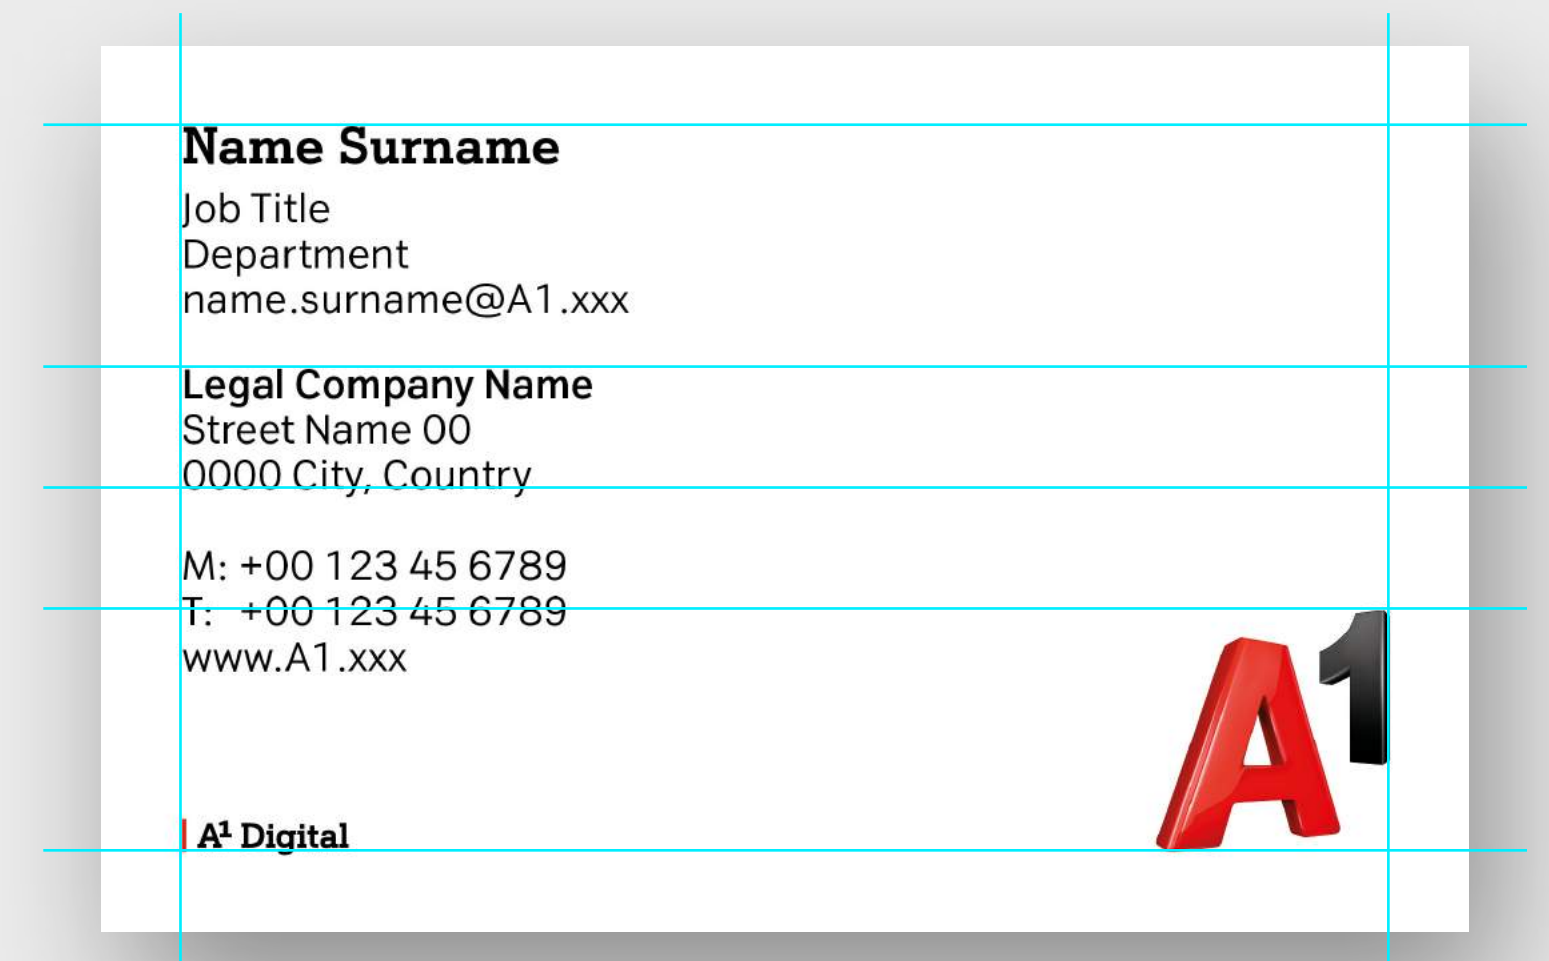 Name Surname
Job Title
Department
name.surname@A1.xxx
Legal Company Name
Street Name 00
0000 City, Country
M: +00 123 45 6789
T: +00 123 45 6789
www.A1.xxx
A1
A¹ Digital